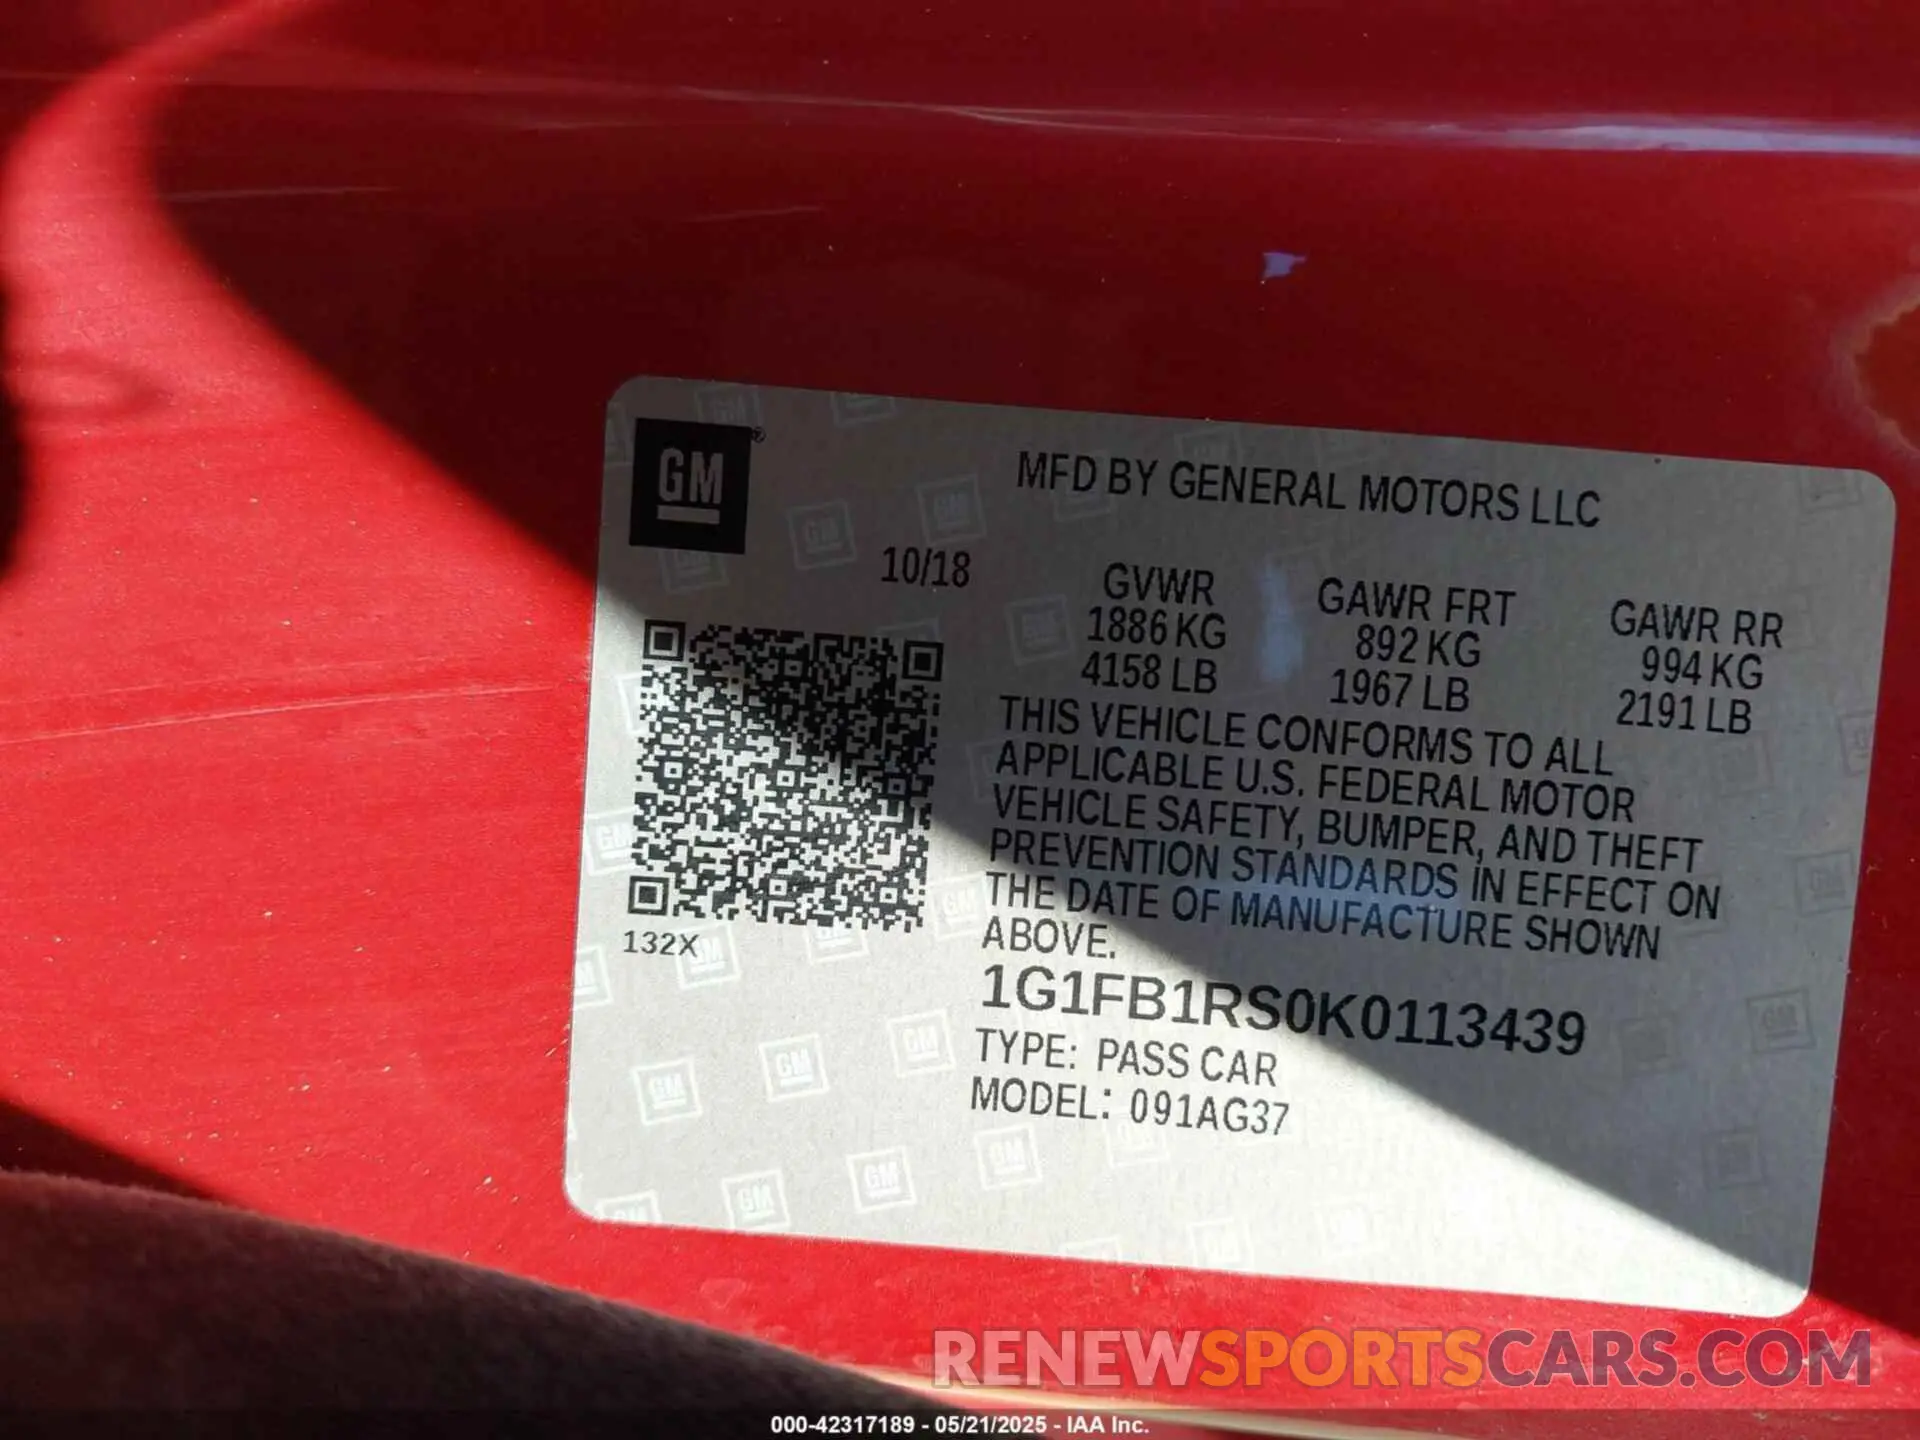 GM®
MFD BY GENERAL MOTORS LLC
10/18
GVWR GAWR FRT GAWR RR
1886 KG 892 KG 994 KG
4158 LB 1967 LB 2191 LB
THIS VEHICLE CONFORMS TO ALL
APPLICABLE U.S. FEDERAL MOTOR
VEHICLE SAFETY, BUMPER, AND THEFT
PREVENTION STANDARDS IN EFFECT ON
THE DATE OF MANUFACTURE SHOWN
ABOVE.
132X
1G1FB1RS0K0113439
TYPE: PASS CAR
MODEL: 091AG37
RENEWSPORTSCARS.COM
000-42317189 - 05/21/2025 - IAA Inc.